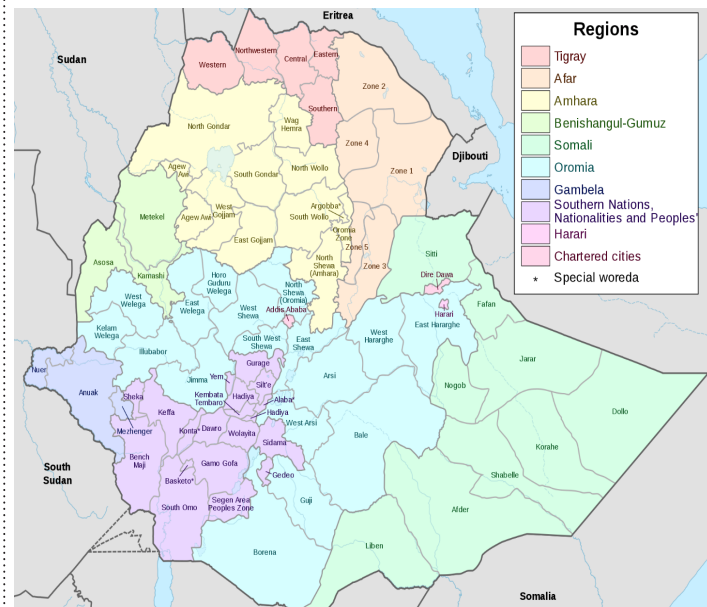 Eritrea
Sudan
Northwestern
Eastern
Central
Western
Southern
Zone 2
North Gondar
Wag
Hemra
Zone 4
Djibouti
Zone 1
Agew
Awi
South Gondar
North Wollo
Metekel
West
Gojjam
Agew Awi
Argobba*
South Wollo
Oromia
Zone
East Gojjam
Zone 5
Zone 3
North
Shewa
(Amhara)
Sitti
Asosa
Kamashi
Dire Dawa
Horo
Guduru
Welega
North
Shewa
(Oromia)
West
Welega
East
Welega
West
Shewa
Addis Ababa
Harari
Fafan
Kelam
Welega
West
Hararghe
East Hararghe
South West
Shewa
East
Shewa
Illubabor
Jarar
Nuer
Gurage
Arsi
Jimma
Yem
Silt'e
Nogob
Anuak
Sheka
Kembata
Tembaro
Hadiya
Alaba*
Hadiya
Dollo
Keffa
West Arsi
Mezhenger
Konta*
Dawro
Wolayita
Sidama
Bale
Korahe
Bench
Maji
Gamo Gofa
South
Sudan
Basketo*
Gedeo
Shabelle
Segen Area
Peoples Zone
Guji
South Omo
Afder
Liben
Borena
Somalia
Regions
Tigray
Afar
Amhara
Benishangul-Gumuz
Somali
Oromia
Gambela
Southern Nations,
Nationalities and Peoples'
Harari
Chartered cities
* Special woreda